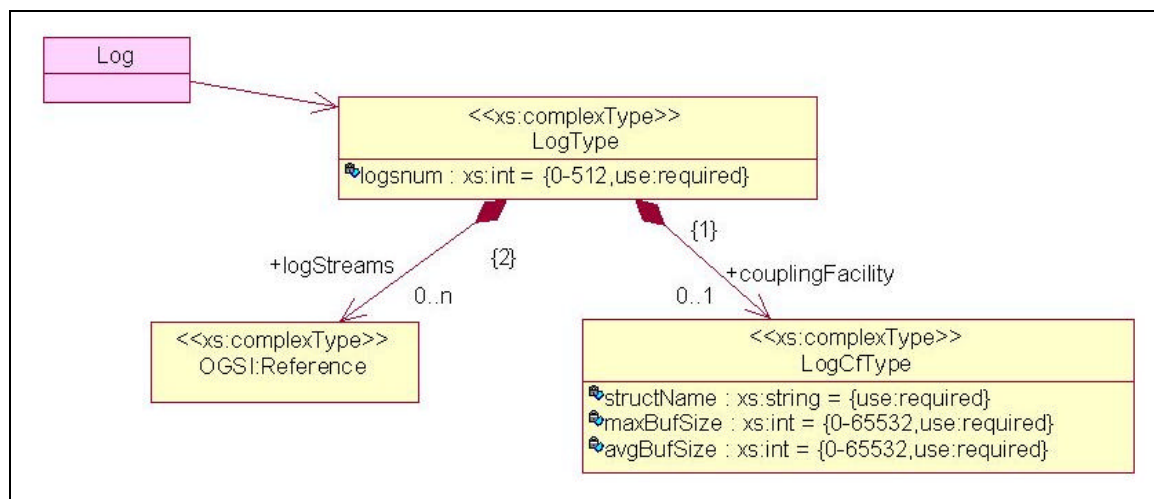 Log
<<xs:complexType>>
LogType
logsnum : xs:int = {0-512,use:required}
{2}
{1}
+logStreams
+couplingFacility
0..n
0..1
<<xs:complexType>>
OGSI:Reference
<<xs:complexType>>
LogCfType
structName : xs:string = {use:required}
maxBufSize : xs:int = {0-65532,use:required}
avgBufSize : xs:int = {0-65532,use:required}